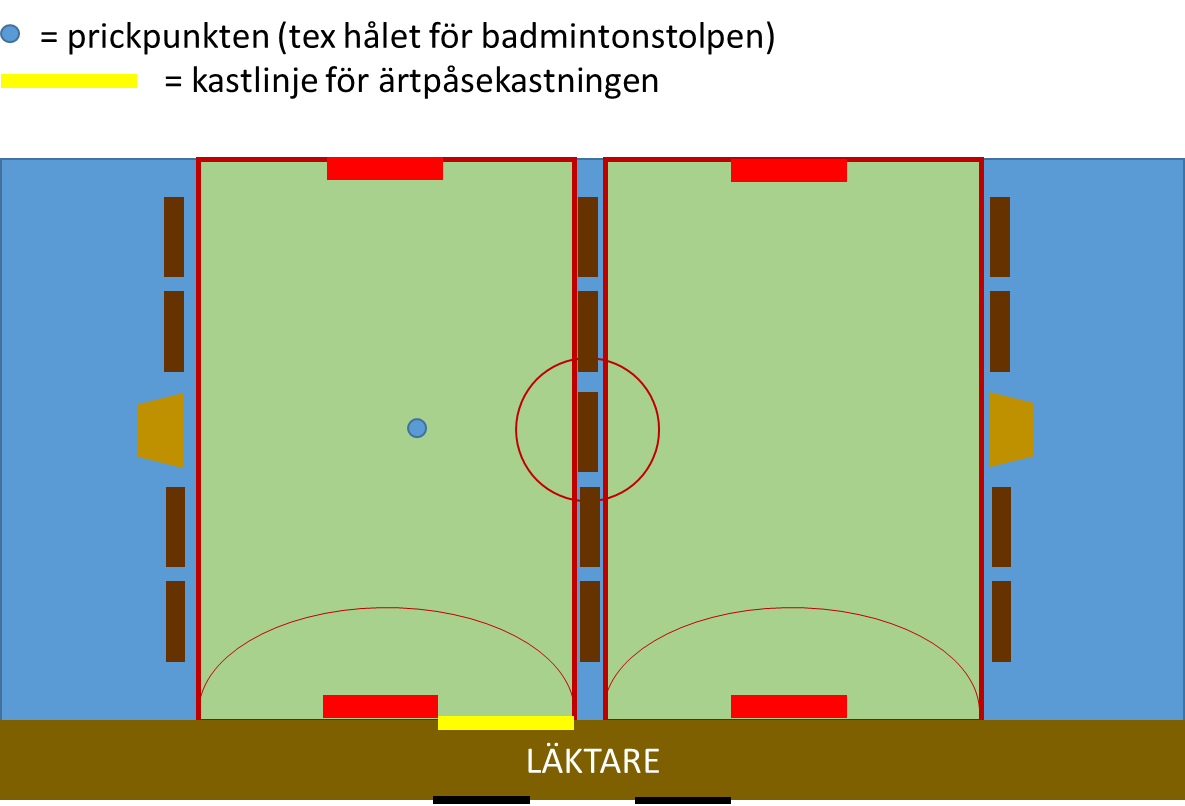 = prickpunkten (tex hålet för badmintonstolpen)
= kastlinje för ärtpåsekastningen
LÄKTARE